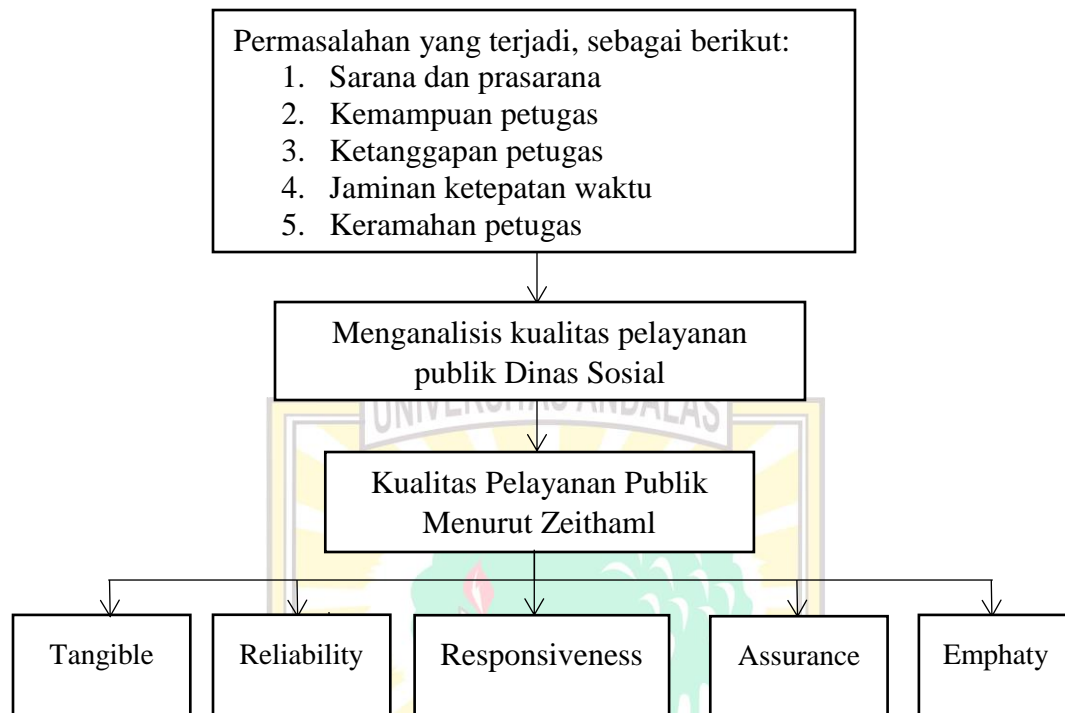 Permasalahan yang terjadi, sebagai berikut:
1. Sarana dan prasarana
2. Kemampuan petugas
3. Ketanggapan petugas
4. Jaminan ketepatan waktu
5. Keramahan petugas
Menganalisis kualitas pelayanan
publik Dinas Sosial
UNIVERSITAS ANDALAS
Kualitas Pelayanan Publik
Menurut Zeithaml
Tangible
Reliability
Responsiveness
Assurance
Emphaty